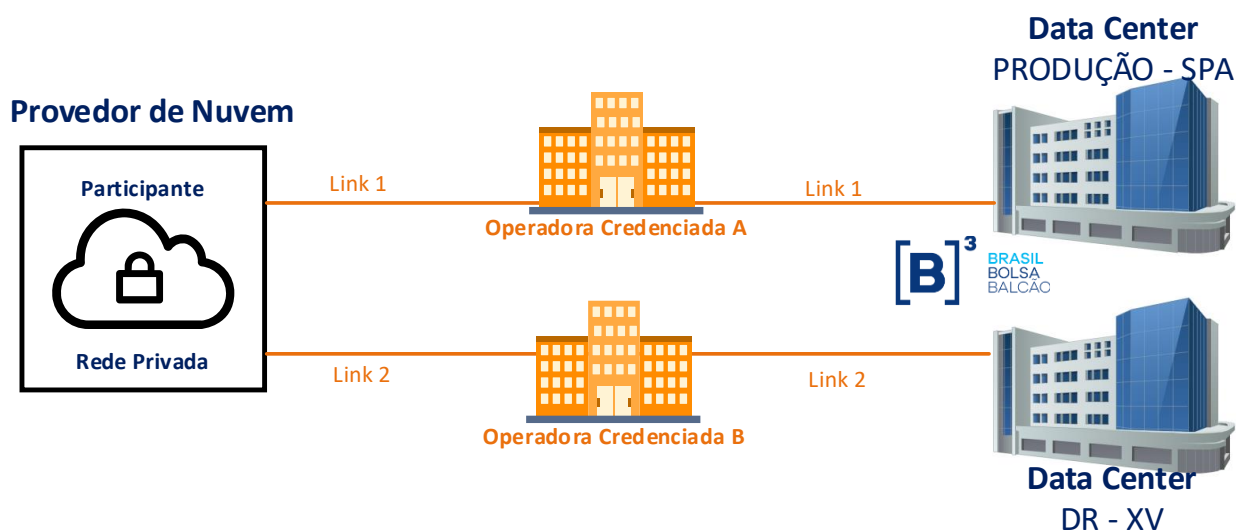 Data Center
PRODUÇÃO - SPA
Provedor de Nuvem
Participante
Rede Privada
Link 1
Operadora Credenciada A
Link 1
[B]³
BRASIL
BOLSA
BALCÃO
Link 2
Operadora Credenciada B
Link 2
Data Center
DR - XV